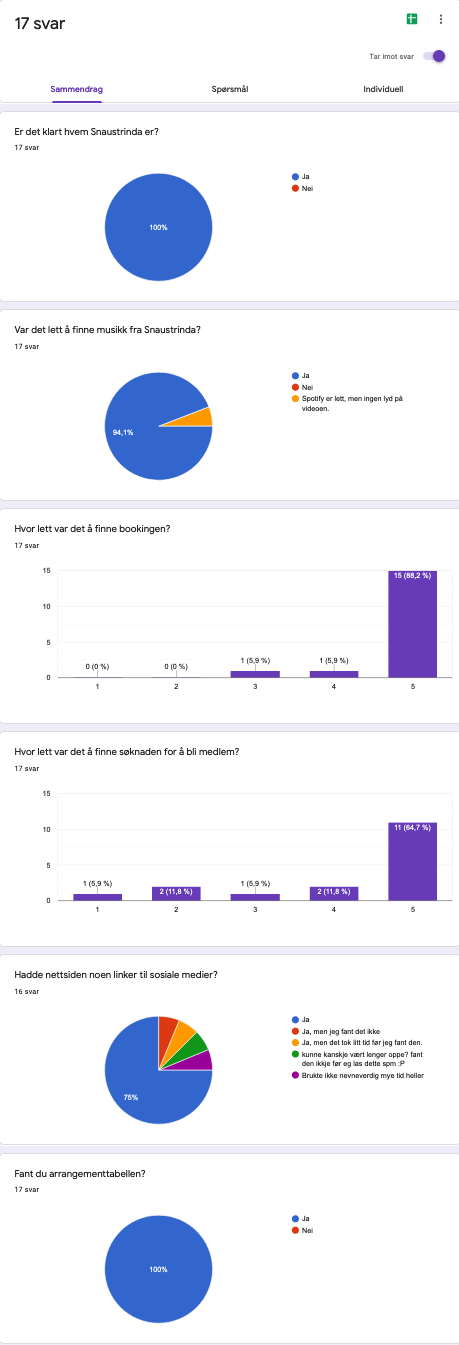 17 svar
Tar imot svar
Sammendrag
Spørsmål
Individuell
Er det klart hvem Snaustrinda er?
17 svar
100%
Ja
Nei
Var det lett å finne musikk fra Snaustrinda?
17 svar
94,1%
Ja
Nei
Spotify er lett, men ingen lyd på
videoen.
Hvor lett var det å finne bookingen?
17 svar
15
10
5
0
0 (0 %)
0 (0 %)
1 (5,9 %)
1 (5,9 %)
15 (88,2 %)
1
2
3
4
5
Hvor lett var det å finne søknaden for å bli medlem?
17 svar
15
10
5
0
1 (5,9 %)
2 (11,8 %)
1 (5,9 %)
2 (11,8 %)
11 (64,7 %)
1
2
3
4
5
Hadde nettsiden noen linker til sosiale medier?
16 svar
75%
Ja
Ja, men jeg fant det ikke
Ja, men det tok litt tid før jeg fant den.
kunne kanskje vært lenger oppe? fant
den ikkje før eg las dette spm :P
Brukte ikke nevneverdig mye tid heller
Fant du arrangementtabellen?
17 svar
100%
Ja
Nei